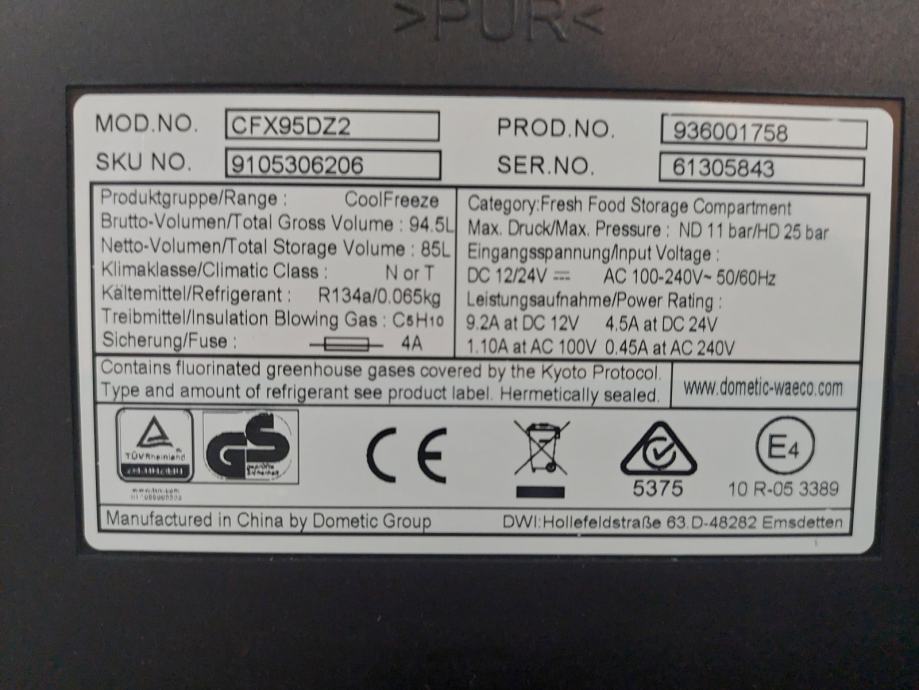 >PUR<
MOD.NO. CFX95DZ2 PROD.NO. 936001758
SKU NO. 9105306206 SER.NO. 61305843
Produktgruppe/Range : CoolFreeze
Brutto-Volumen/Total Gross Volume : 94.5L
Netto-Volumen/Total Storage Volume : 85L
Klimaklasse/Climatic Class : N or T
Kältemittel/Refrigerant : R134a/0.065kg
Treibmittel/Insulation Blowing Gas : C5H10
Sicherung/Fuse : 4A
Category:Fresh Food Storage Compartment
Max. Druck/Max. Pressure : ND 11 bar/HD 25 bar
Eingangsspannung/Input Voltage :
DC 12/24V ⎓ AC 100-240V~ 50/60Hz
Leistungsaufnahme/Power Rating :
9.2A at DC 12V 4.5A at DC 24V
1.10A at AC 100V 0.45A at AC 240V
Contains fluorinated greenhouse gases covered by the Kyoto Protocol.
Type and amount of refrigerant see product label. Hermetically sealed.
www.dometic-waeco.com
TÜVRheinland
GS
geprüfte
Sicherheit
CE
E4
5375
10 R-05 3389
Manufactured in China by Dometic Group DWI:Hollefeldstraße 63.D-48282 Emsdetten